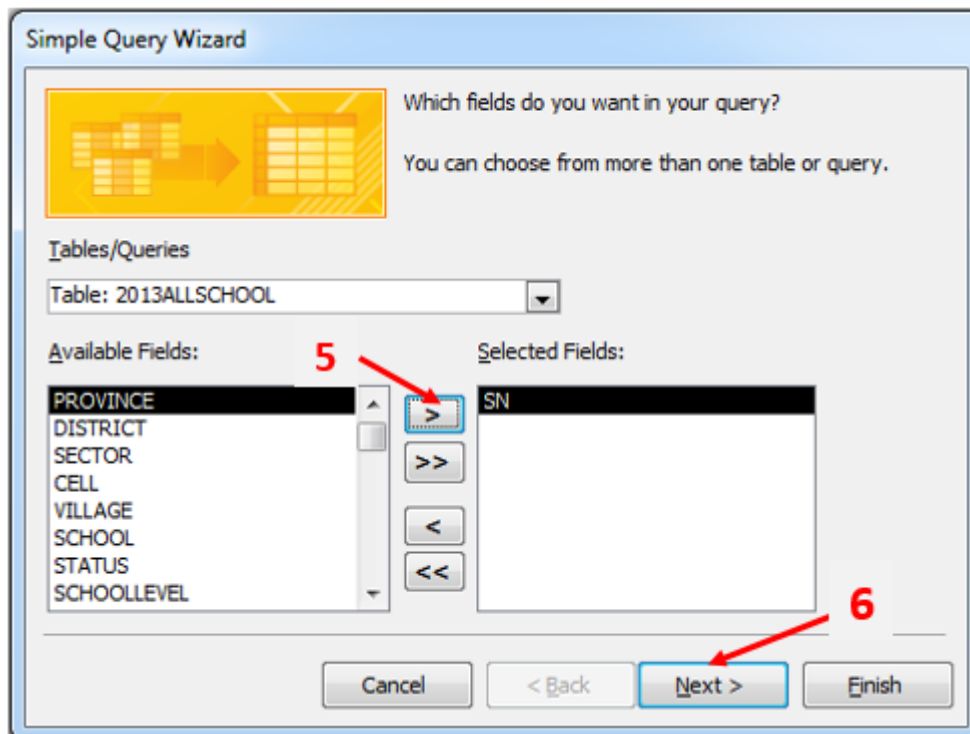 Simple Query Wizard
Which fields do you want in your query?
You can choose from more than one table or query.
Tables/Queries
Table: 2013ALLSCHOOL
Available Fields:
5
Selected Fields:
PROVINCE
DISTRICT
SECTOR
CELL
VILLAGE
SCHOOL
STATUS
SCHOOLLEVEL
>
>>
<
<<
SN
6
Cancel
< Back
Next >
Finish